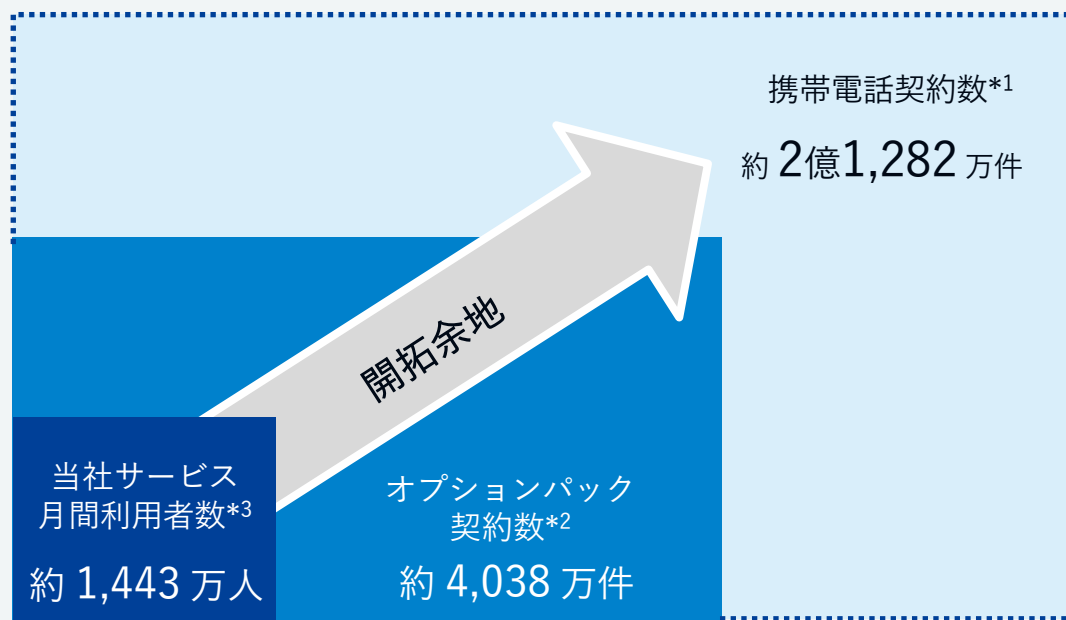 携帯電話契約数*1
約 2億1,282 万件
開拓余地
当社サービス
月間利用者数*3
約 1,443 万人
オプションパック
契約数*2
約 4,038 万件